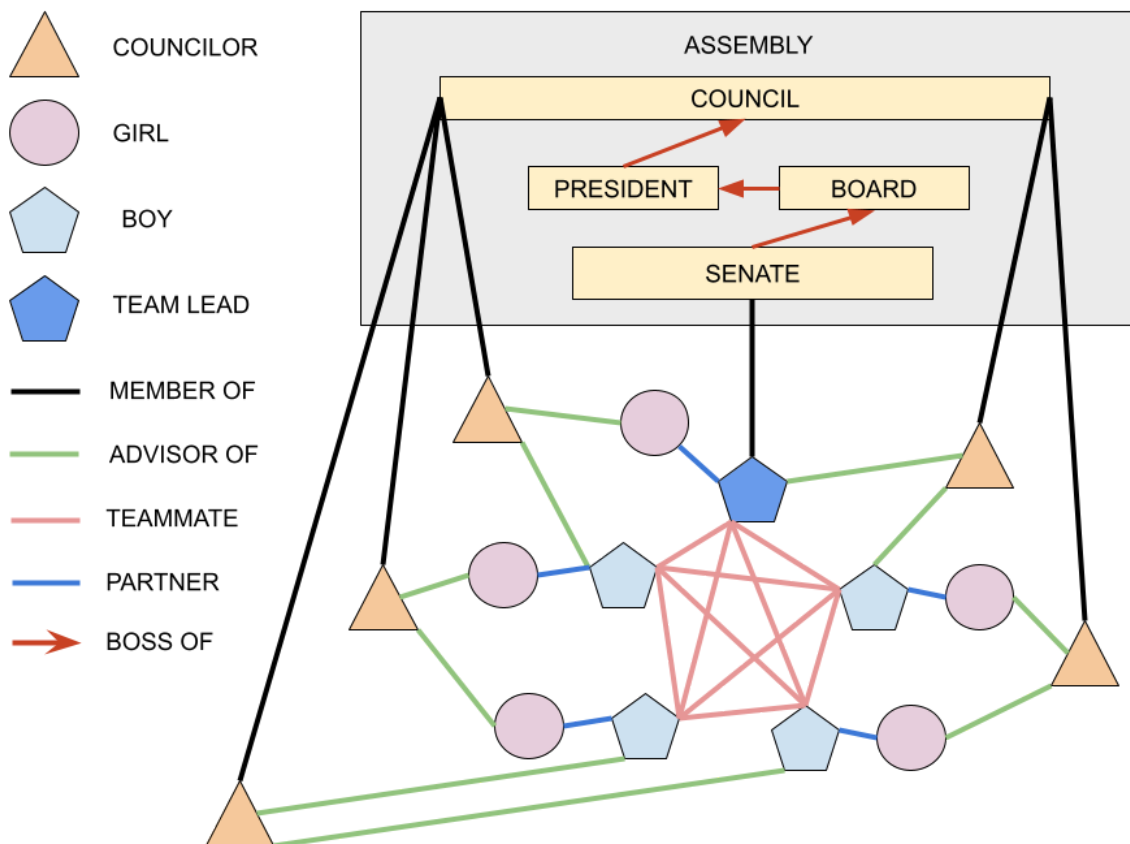 COUNCILOR
GIRL
BOY
TEAM LEAD
MEMBER OF
ADVISOR OF
TEAMMATE
PARTNER
BOSS OF
ASSEMBLY
COUNCIL
PRESIDENT
BOARD
SENATE